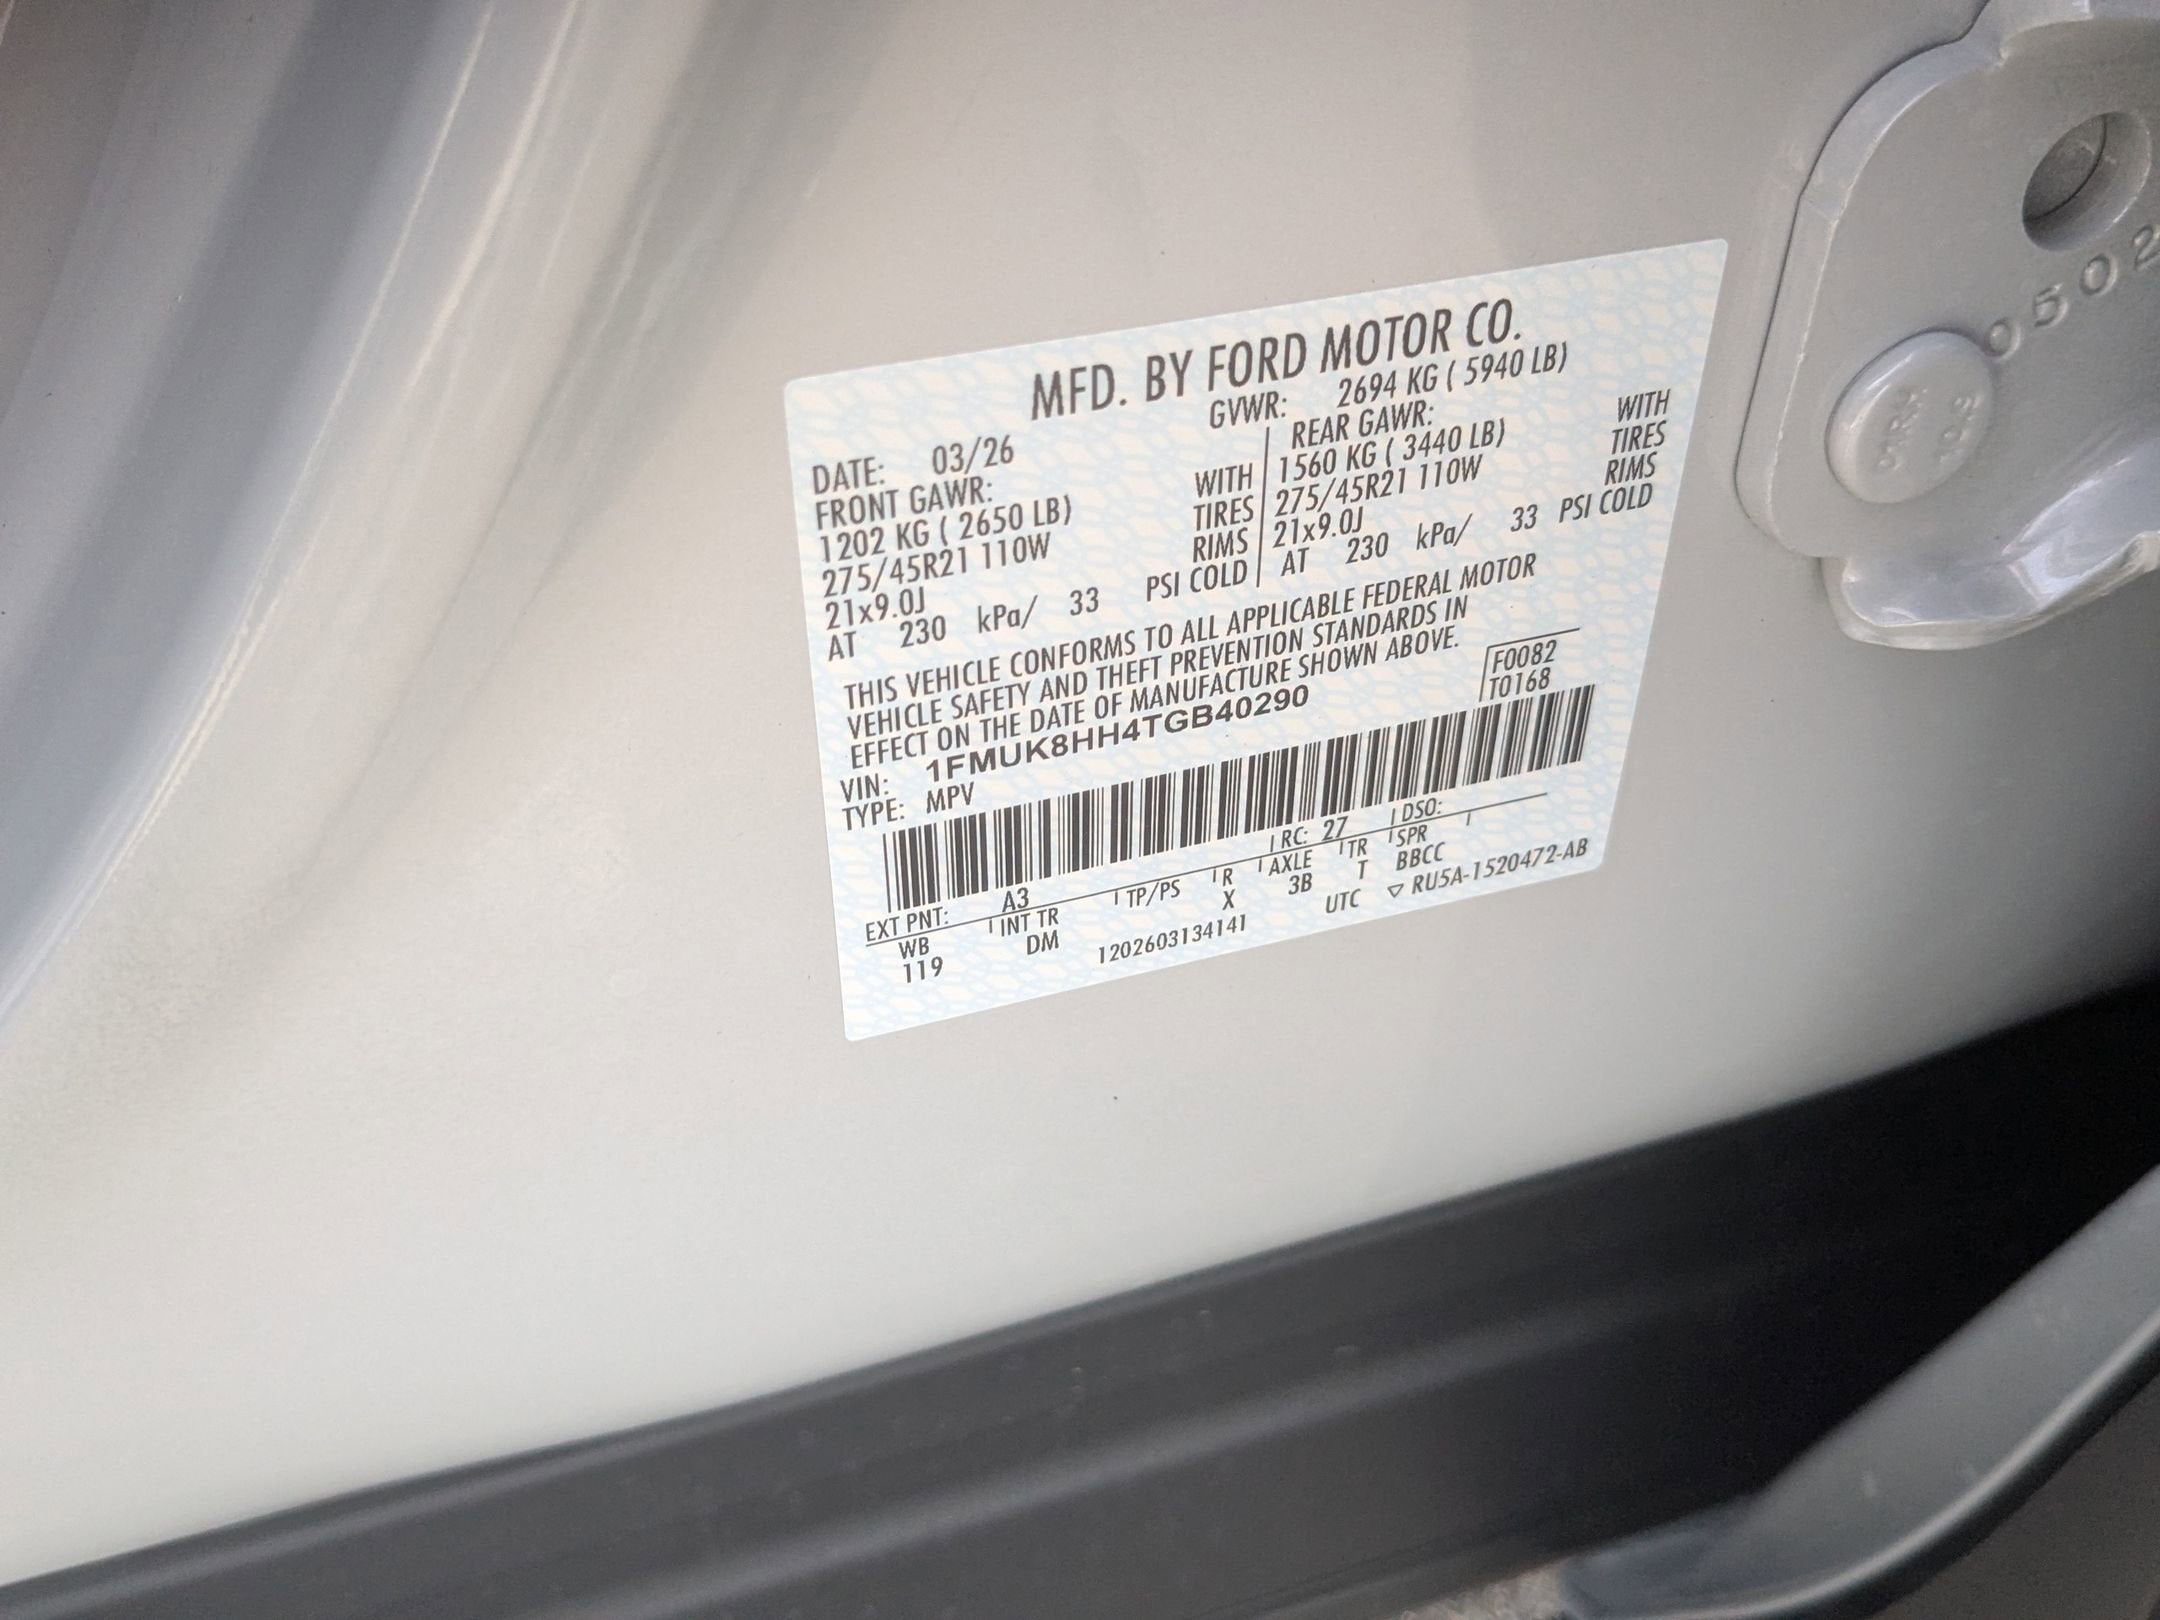 MFD. BY FORD MOTOR CO.
DATE: 03/26 GVWR: 2694 KG ( 5940 LB)
FRONT GAWR: REAR GAWR:
1202 KG ( 2650 LB) WITH 1560 KG ( 3440 LB) WITH
275/45R21 110W TIRES 275/45R21 110W TIRES
21x9.0J RIMS 21x9.0J RIMS
AT 230 kPa/ 33 PSI COLD AT 230 kPa/ 33 PSI COLD
THIS VEHICLE CONFORMS TO ALL APPLICABLE FEDERAL MOTOR
VEHICLE SAFETY AND THEFT PREVENTION STANDARDS IN
EFFECT ON THE DATE OF MANUFACTURE SHOWN ABOVE.
VIN: 1FMUK8HH4TGB40290 F0082
TYPE: MPV T0168
EXT PNT: A3 RC: 27 DSO:
WB INT TR TP/PS R AXLE TR SPR
119 DM X 3B T BBCC
1202603134141 UTC ▽ RU5A-1520472-AB
0502